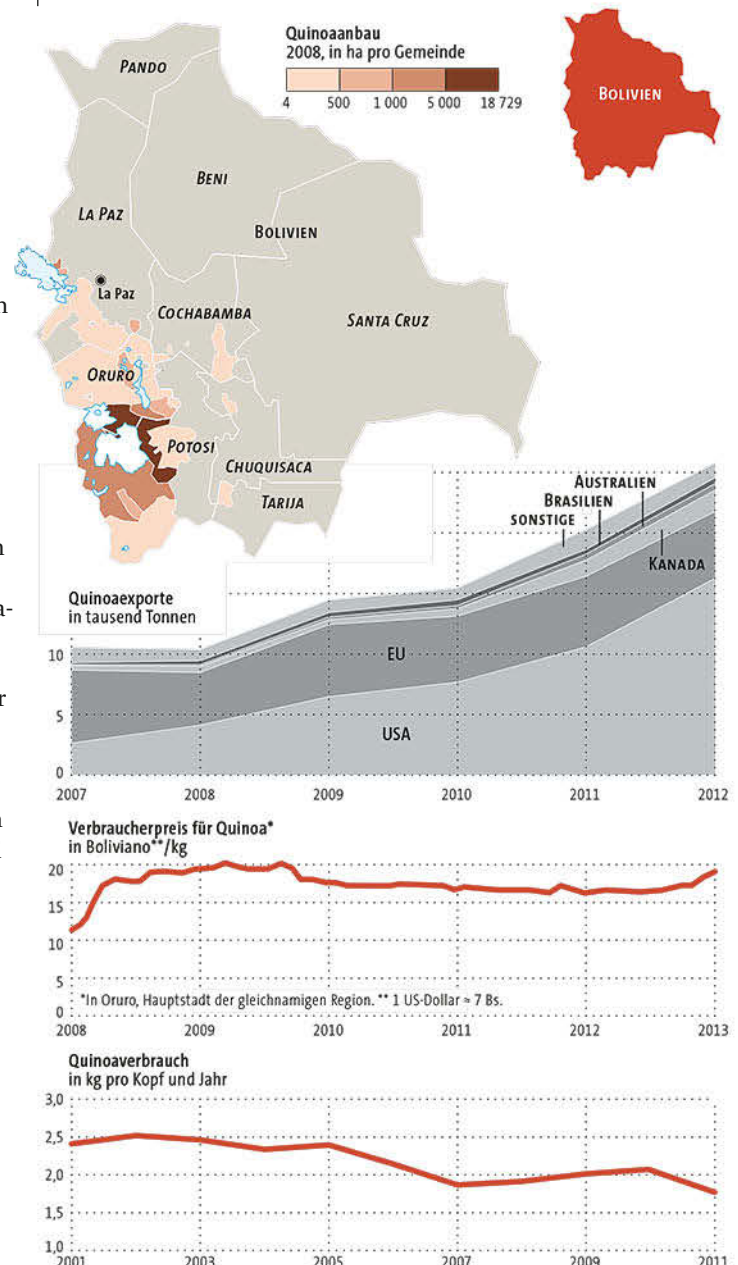 Quinoaanbau
2008, in ha pro Gemeinde
4 500 1 000 5 000 18 729
BOLIVIEN
PANDO
BENI
LA PAZ
BOLIVIEN
La Paz
COCHABAMBA
SANTA CRUZ
ORURO
POTOSI
CHUQUISACA
TARIJA
Quinoaexporte
in tausend Tonnen
AUSTRALIEN
BRASILIEN
SONSTIGE
KANADA
EU
USA
10
5
0
2007 2008 2009 2010 2011 2012
Verbraucherpreis für Quinoa*
in Boliviano**/kg
20
15
10
5
0
*In Oruro, Hauptstadt der gleichnamigen Region. ** 1 US-Dollar ≈ 7 Bs.
2008 2009 2010 2011 2012 2013
Quinoaverbrauch
in kg pro Kopf und Jahr
3,0
2,5
2,0
1,5
1,0
2001 2003 2005 2007 2009 2011